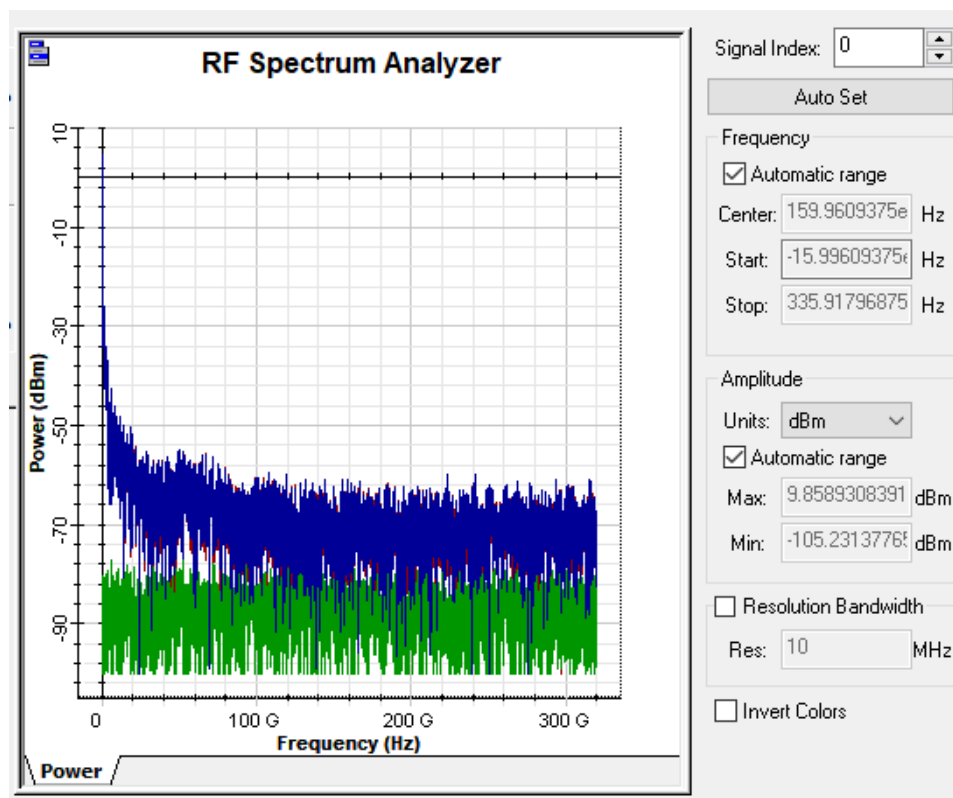 RF Spectrum Analyzer
10
-10
-30
-50
-70
-90
Power (dBm)
0 100 G 200 G 300 G
Frequency (Hz)
Power
Signal Index: 0
Auto Set
Frequency
Automatic range
Center: 159.9609375e Hz
Start: -15.99609375e Hz
Stop: 335.91796875 Hz
Amplitude
Units: dBm
Automatic range
Max: 9.8589308391 dBm
Min: -105.23137765 dBm
Resolution Bandwidth
Res: 10 MHz
Invert Colors